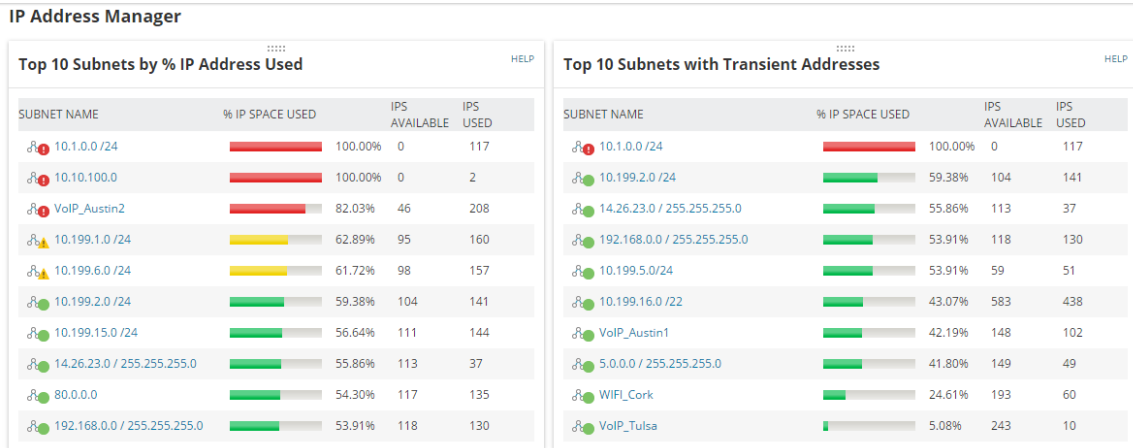 IP Address Manager
Top 10 Subnets by % IP Address Used HELP
SUBNET NAME % IP SPACE USED IPS AVAILABLE IPS USED
10.1.0.0 /24 100.00% 0 117
10.10.100.0 100.00% 0 2
VoIP_Austin2 82.03% 46 208
10.199.1.0 /24 62.89% 95 160
10.199.6.0 /24 61.72% 98 157
10.199.2.0 /24 59.38% 104 141
10.199.15.0 /24 56.64% 111 144
14.26.23.0 / 255.255.255.0 55.86% 113 37
80.0.0.0 54.30% 117 135
192.168.0.0 / 255.255.255.0 53.91% 118 130
Top 10 Subnets with Transient Addresses HELP
SUBNET NAME % IP SPACE USED IPS AVAILABLE IPS USED
10.1.0.0 /24 100.00% 0 117
10.199.2.0 /24 59.38% 104 141
14.26.23.0 / 255.255.255.0 55.86% 113 37
192.168.0.0 / 255.255.255.0 53.91% 118 130
10.199.5.0/24 53.91% 59 51
10.199.16.0 /22 43.07% 583 438
VoIP_Austin1 42.19% 148 102
5.0.0.0 / 255.255.255.0 41.80% 149 49
WIFI_Cork 24.61% 193 60
VoIP_Tulsa 5.08% 243 10